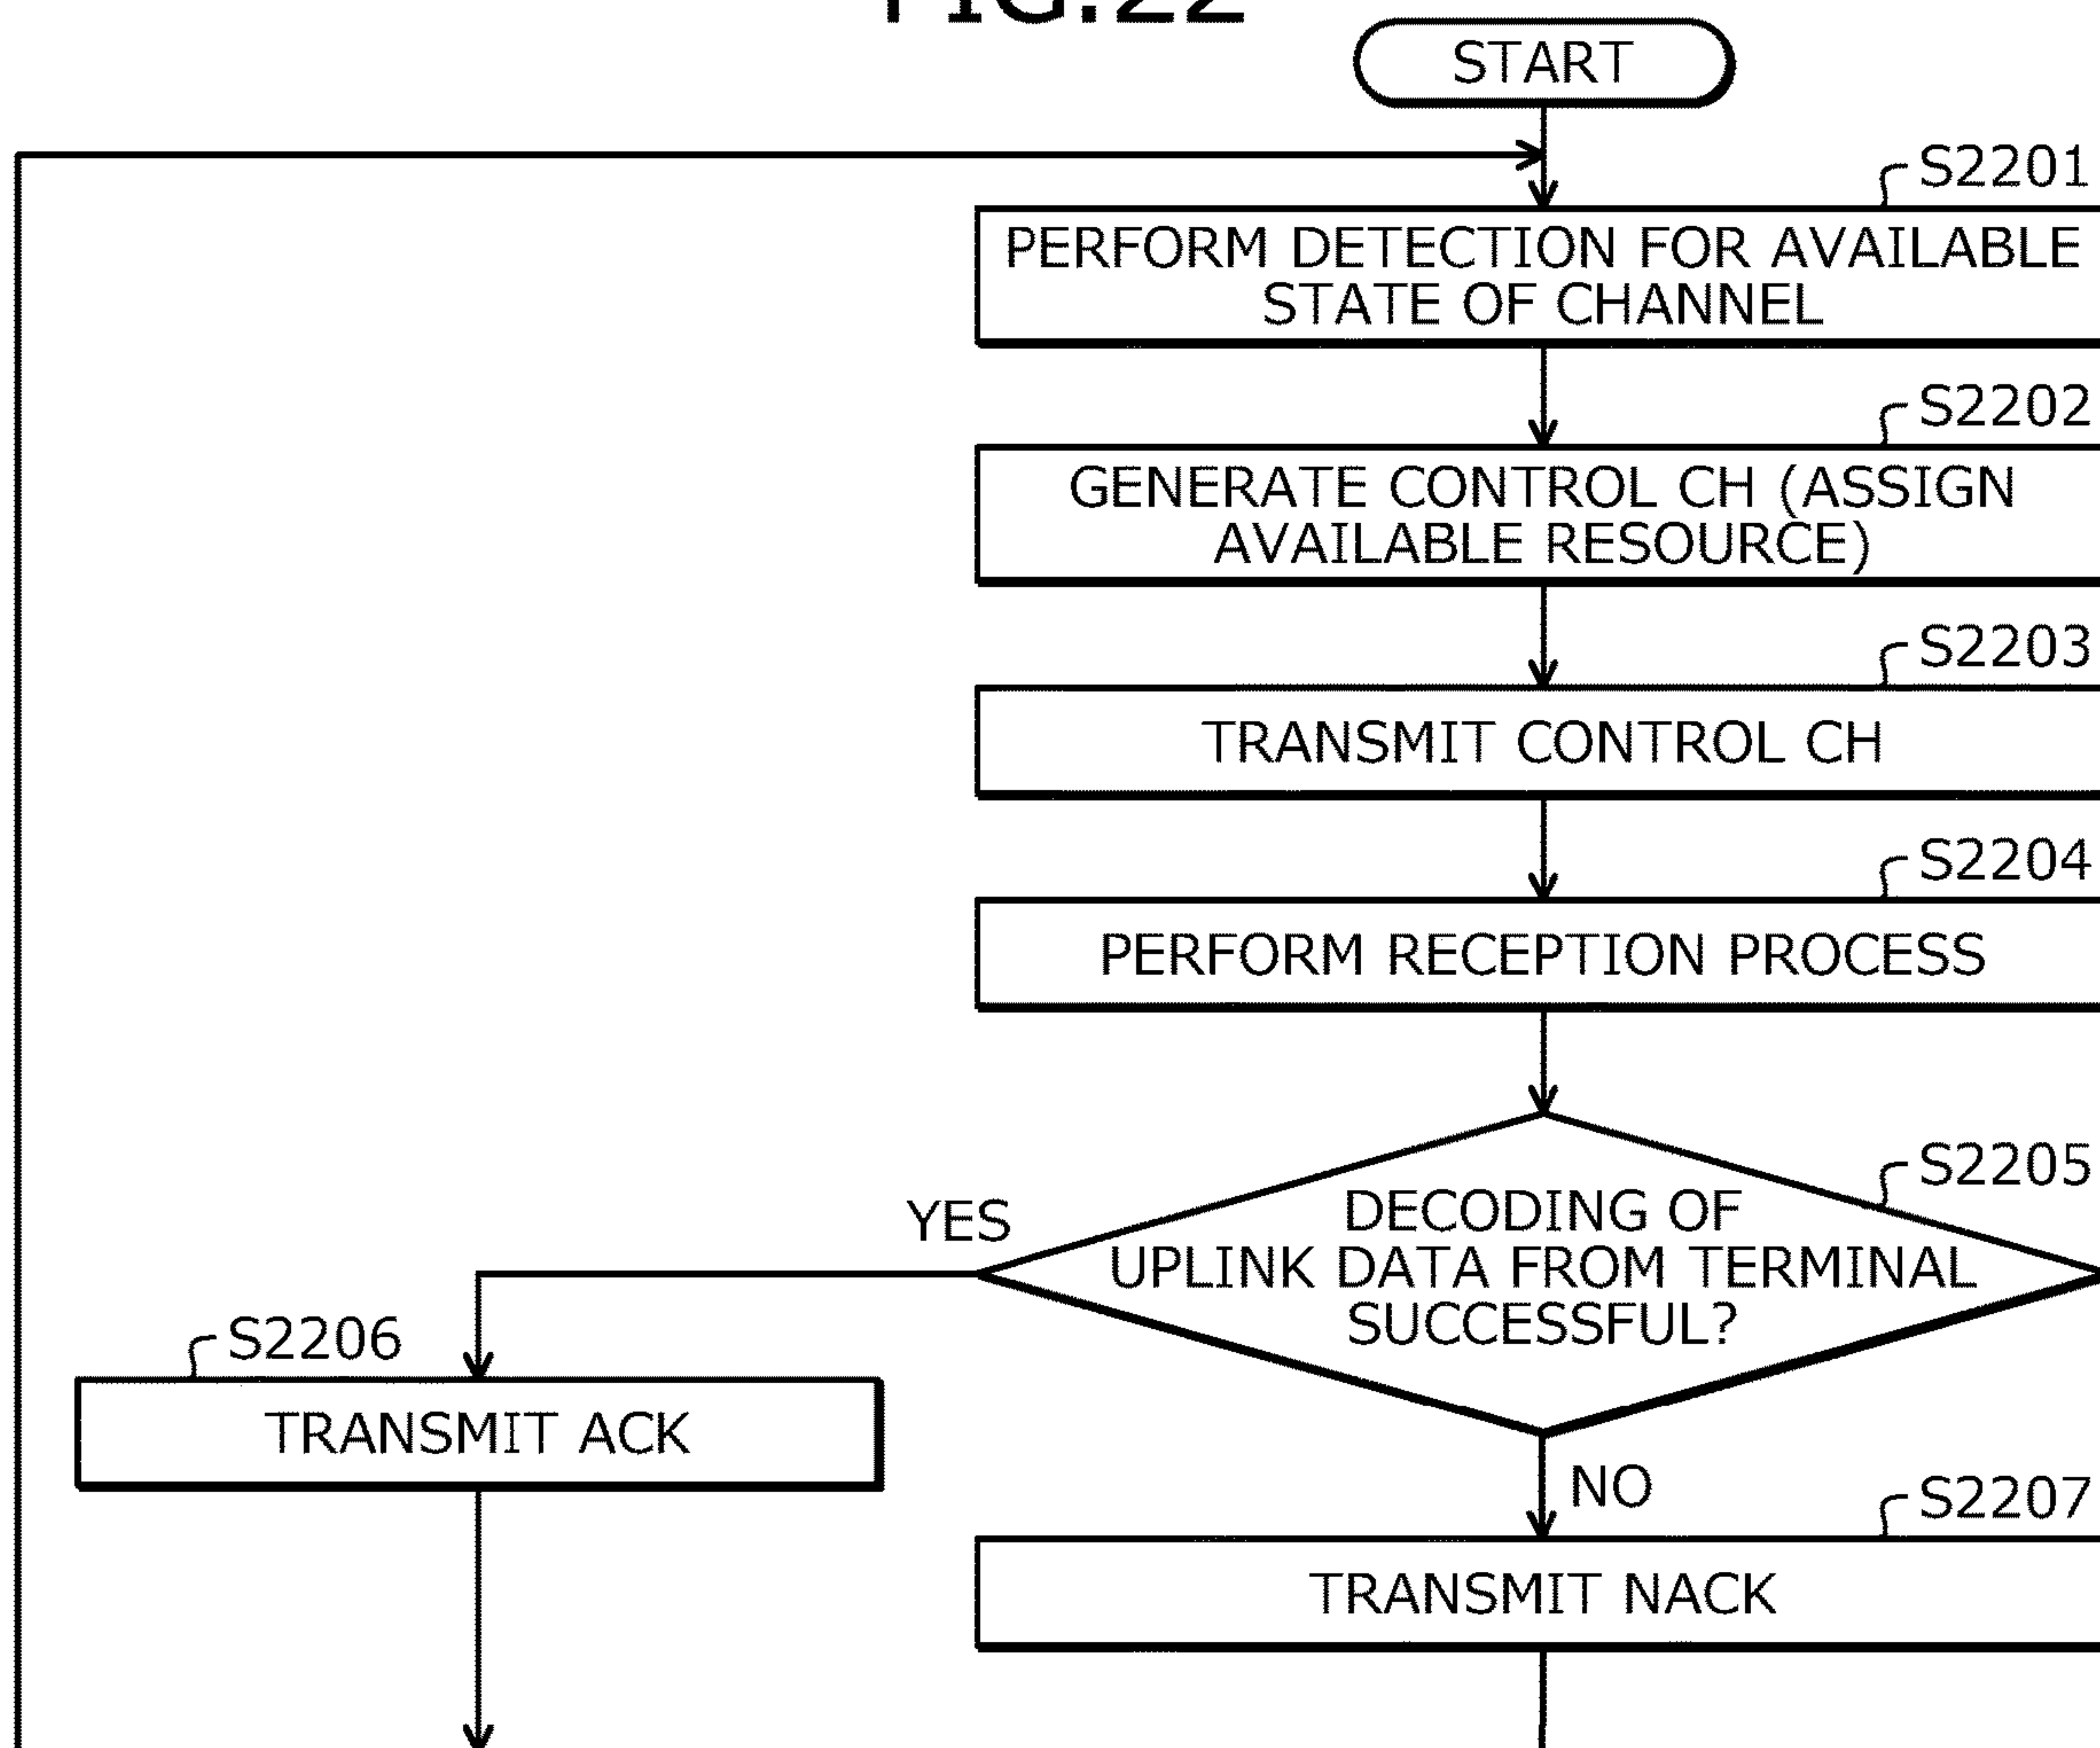 FIG.22
START
S2201
PERFORM DETECTION FOR AVAILABLE
STATE OF CHANNEL
S2202
GENERATE CONTROL CH (ASSIGN
AVAILABLE RESOURCE)
S2203
TRANSMIT CONTROL CH
S2204
PERFORM RECEPTION PROCESS
S2205
YES
DECODING OF
UPLINK DATA FROM TERMINAL
SUCCESSFUL?
S2206
TRANSMIT ACK
NO
S2207
TRANSMIT NACK